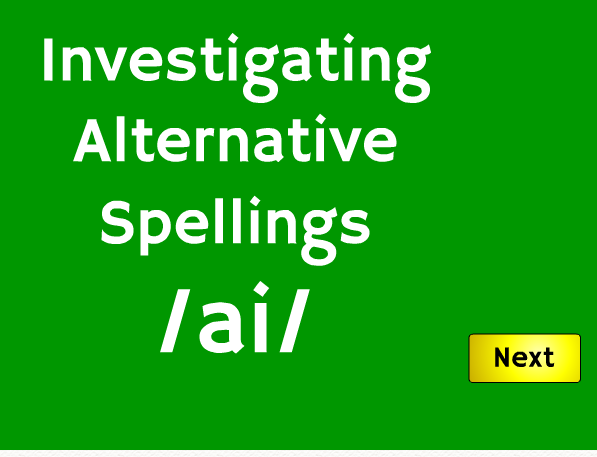 Investigating
Alternative
Spellings
/ai/
Next